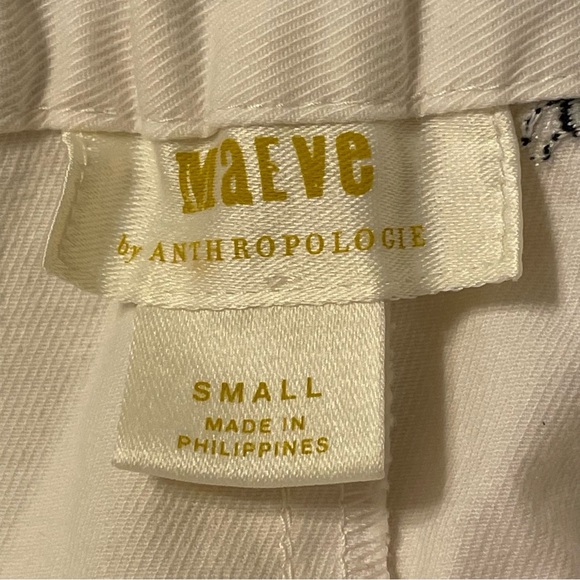 MaEVe
by ANTHROPOLOGIE
SMALL
MADE IN
PHILIPPINES